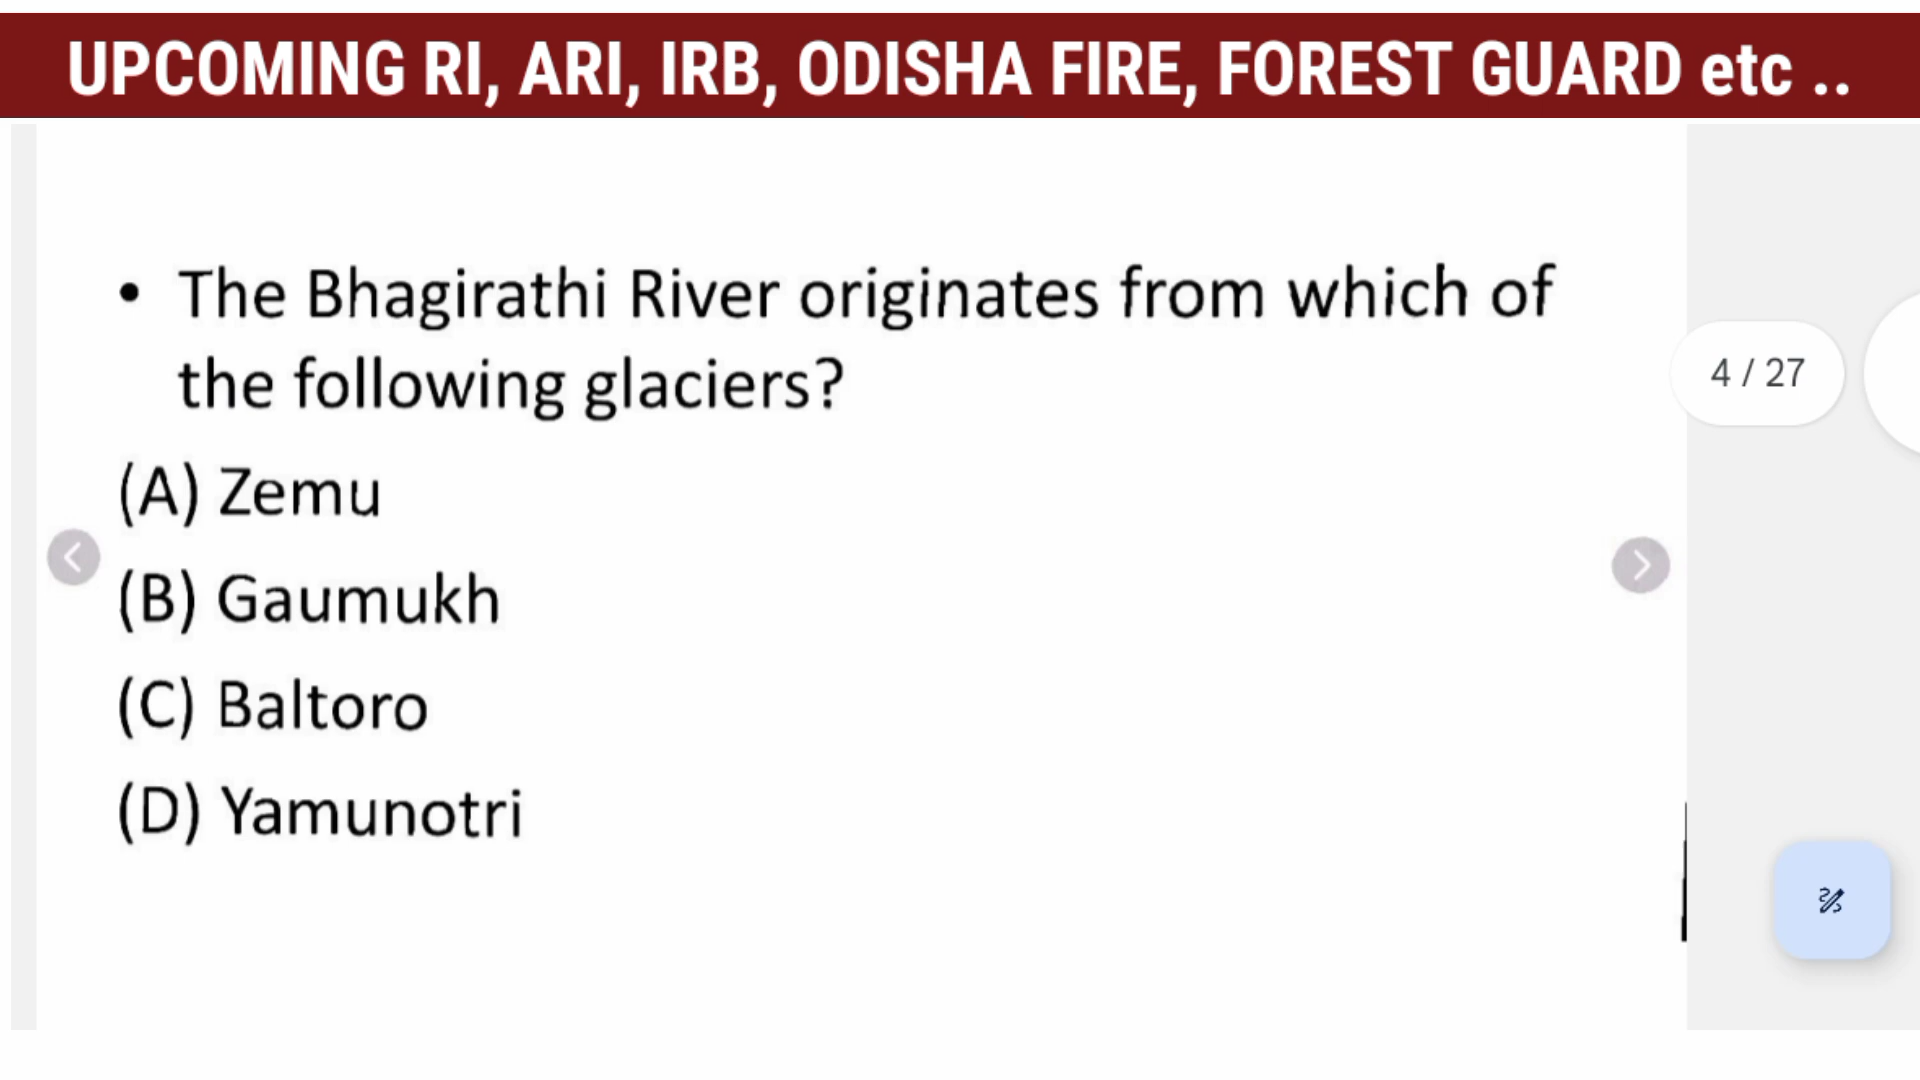 UPCOMING RI, ARI, IRB, ODISHA FIRE, FOREST GUARD etc ..
• The Bhagirathi River originates from which of
the following glaciers?
4 / 27
(A) Zemu
(B) Gaumukh
(C) Baltoro
(D) Yamunotri